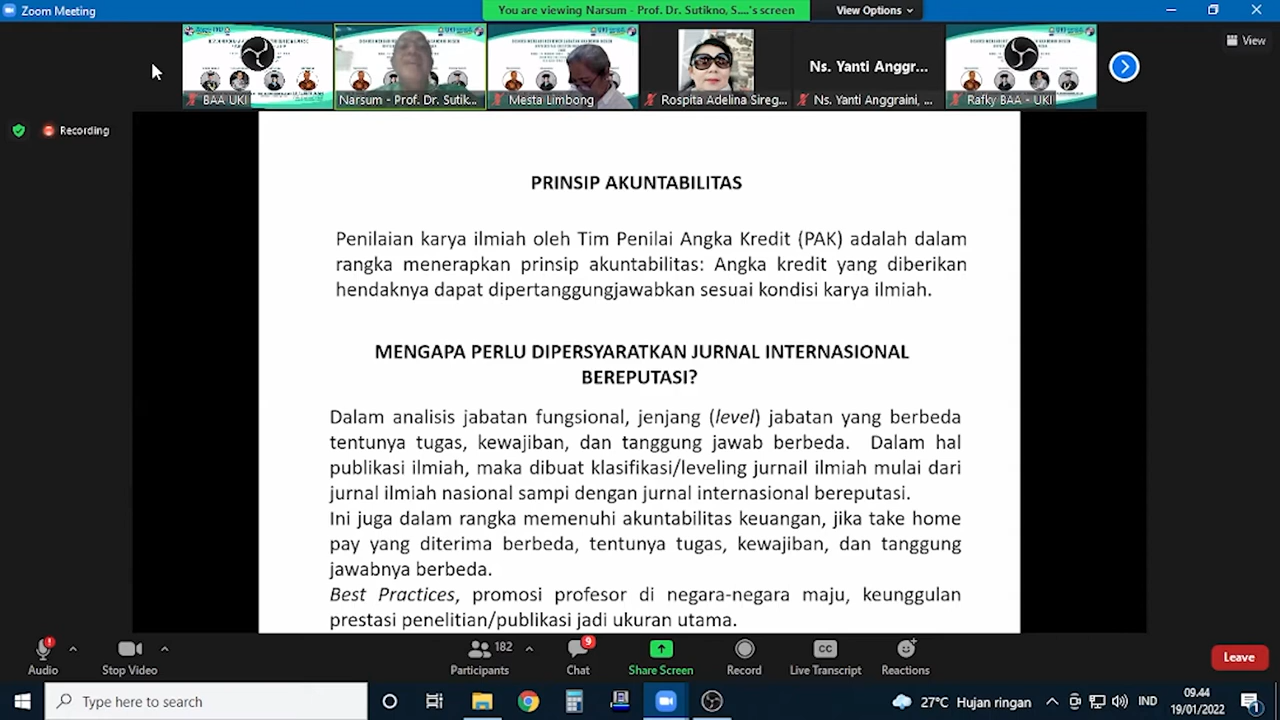 Zoom Meeting
You are viewing Narsum - Prof. Dr. Sutikno, S....'s screen
View Options
BAA UKI
Narsum - Prof. Dr. Sutik...
Mesta Limbong
Rospita Adelina Sireg...
Ns. Yanti Anggr...
Ns. Yanti Anggraini, ...
Rafky BAA - UKI
Recording
PRINSIP AKUNTABILITAS
Penilaian karya ilmiah oleh Tim Penilai Angka Kredit (PAK) adalah dalam
rangka menerapkan prinsip akuntabilitas: Angka kredit yang diberikan
hendaknya dapat dipertanggungjawabkan sesuai kondisi karya ilmiah.
MENGAPA PERLU DIPERSYARATKAN JURNAL INTERNASIONAL
BEREPUTASI?
Dalam analisis jabatan fungsional, jenjang (level) jabatan yang berbeda
tentunya tugas, kewajiban, dan tanggung jawab berbeda. Dalam hal
publikasi ilmiah, maka dibuat klasifikasi/leveling jurnail ilmiah mulai dari
jurnal ilmiah nasional sampi dengan jurnal internasional bereputasi.
Ini juga dalam rangka memenuhi akuntabilitas keuangan, jika take home
pay yang diterima berbeda, tentunya tugas, kewajiban, dan tanggung
jawabnya berbeda.
Best Practices, promosi profesor di negara-negara maju, keunggulan
prestasi penelitian/publikasi jadi ukuran utama.
Audio
Stop Video
182
Participants
9
Chat
Share Screen
Record
CC
Live Transcript
Reactions
Leave
Type here to search
27°C Hujan ringan
IND
09.44
19/01/2022